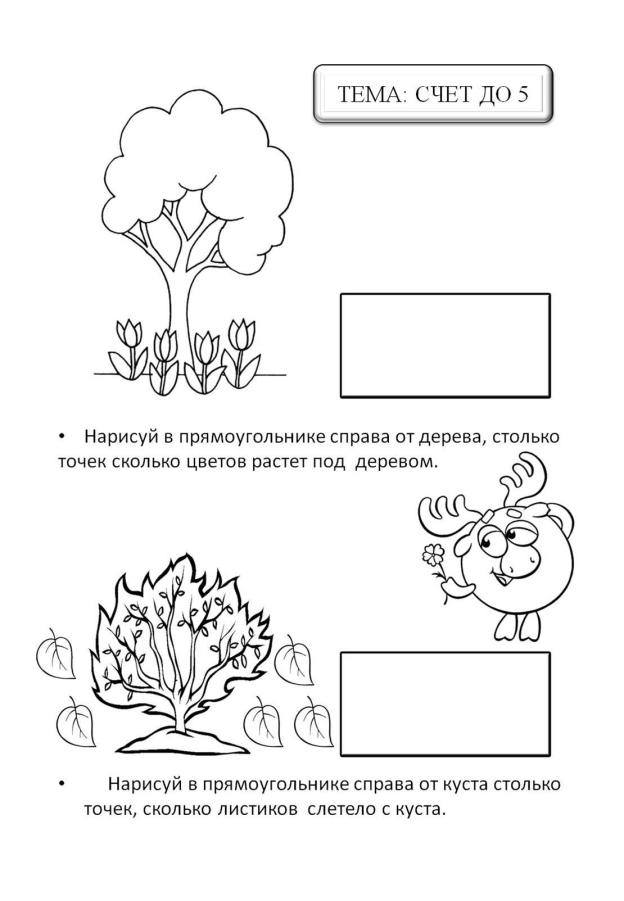 ТЕМА: СЧЕТ ДО 5
• Нарисуй в прямоугольнике справа от дерева, столько
точек сколько цветов растет под деревом.
• Нарисуй в прямоугольнике справа от куста столько
точек, сколько листиков слетело с куста.